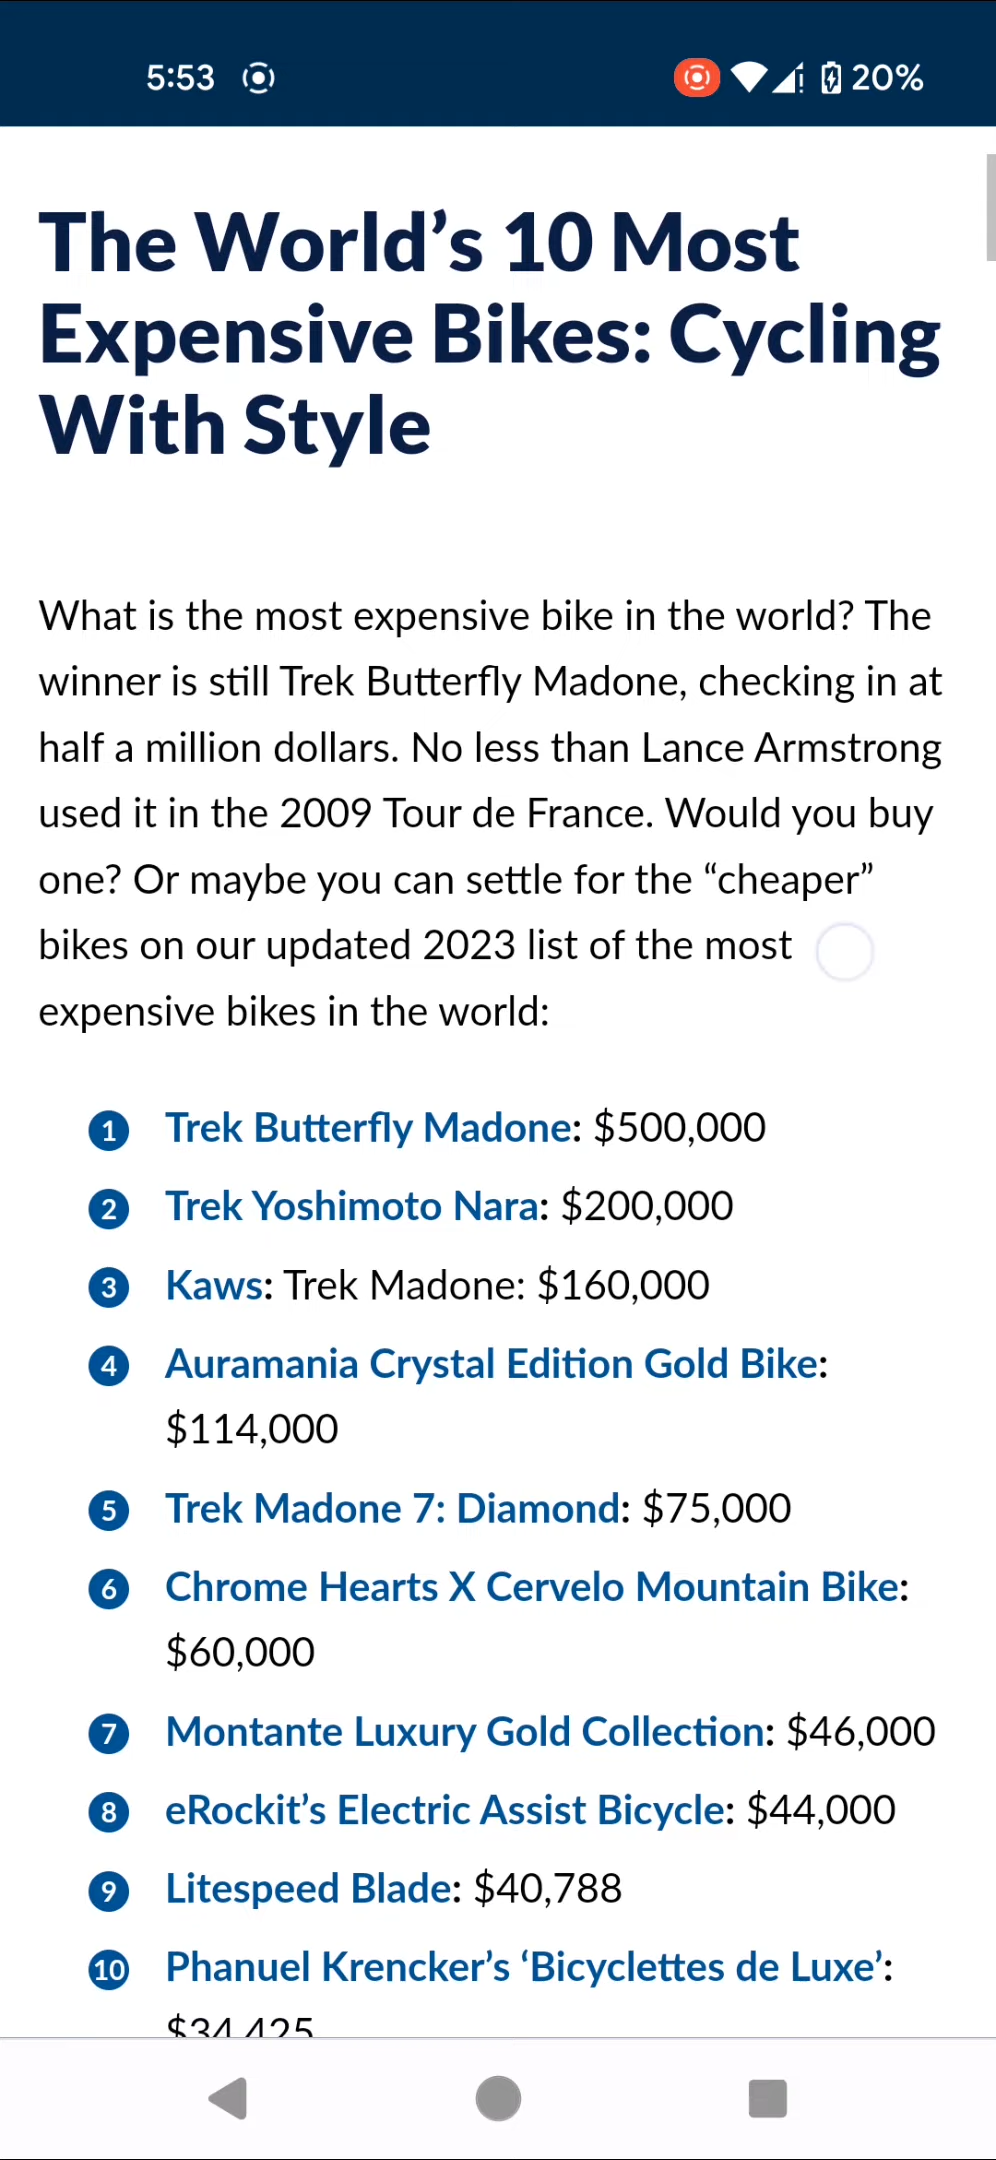 5:53
20%
The World’s 10 Most
Expensive Bikes: Cycling
With Style
What is the most expensive bike in the world? The
winner is still Trek Butterfly Madone, checking in at
half a million dollars. No less than Lance Armstrong
used it in the 2009 Tour de France. Would you buy
one? Or maybe you can settle for the “cheaper”
bikes on our updated 2023 list of the most
expensive bikes in the world:
1 Trek Butterfly Madone: $500,000
2 Trek Yoshimoto Nara: $200,000
3 Kaws: Trek Madone: $160,000
4 Auramania Crystal Edition Gold Bike:
$114,000
5 Trek Madone 7: Diamond: $75,000
6 Chrome Hearts X Cervelo Mountain Bike:
$60,000
7 Montante Luxury Gold Collection: $46,000
8 eRockit’s Electric Assist Bicycle: $44,000
9 Litespeed Blade: $40,788
10 Phanuel Krencker’s ‘Bicyclettes de Luxe’:
$34,425